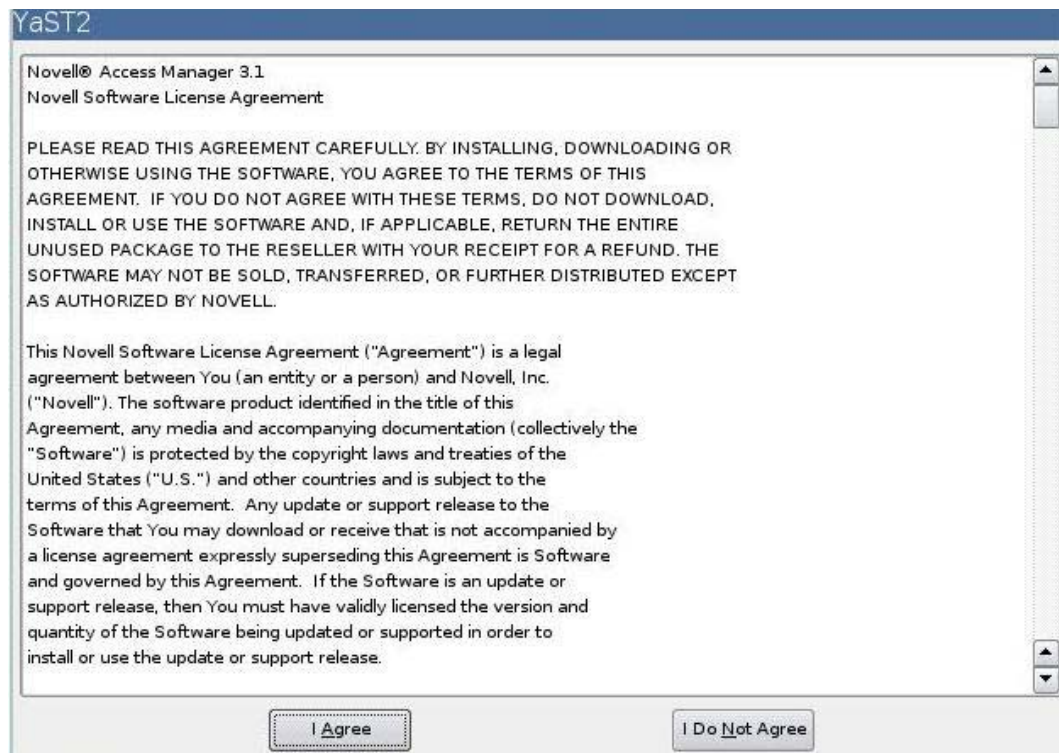 YaST2
Novell® Access Manager 3.1
Novell Software License Agreement
PLEASE READ THIS AGREEMENT CAREFULLY. BY INSTALLING, DOWNLOADING OR
OTHERWISE USING THE SOFTWARE, YOU AGREE TO THE TERMS OF THIS
AGREEMENT.  IF YOU DO NOT AGREE WITH THESE TERMS, DO NOT DOWNLOAD,
INSTALL OR USE THE SOFTWARE AND, IF APPLICABLE, RETURN THE ENTIRE
UNUSED PACKAGE TO THE RESELLER WITH YOUR RECEIPT FOR A REFUND. THE
SOFTWARE MAY NOT BE SOLD, TRANSFERRED, OR FURTHER DISTRIBUTED EXCEPT
AS AUTHORIZED BY NOVELL.
This Novell Software License Agreement ("Agreement") is a legal
agreement between You (an entity or a person) and Novell, Inc.
("Novell"). The software product identified in the title of this
Agreement, any media and accompanying documentation (collectively the
"Software") is protected by the copyright laws and treaties of the
United States ("U.S.") and other countries and is subject to the
terms of this Agreement.  Any update or support release to the
Software that You may download or receive that is not accompanied by
a license agreement expressly superseding this Agreement is Software
and governed by this Agreement.  If the Software is an update or
support release, then You must have validly licensed the version and
quantity of the Software being updated or supported in order to
install or use the update or support release.
I Agree
I Do Not Agree